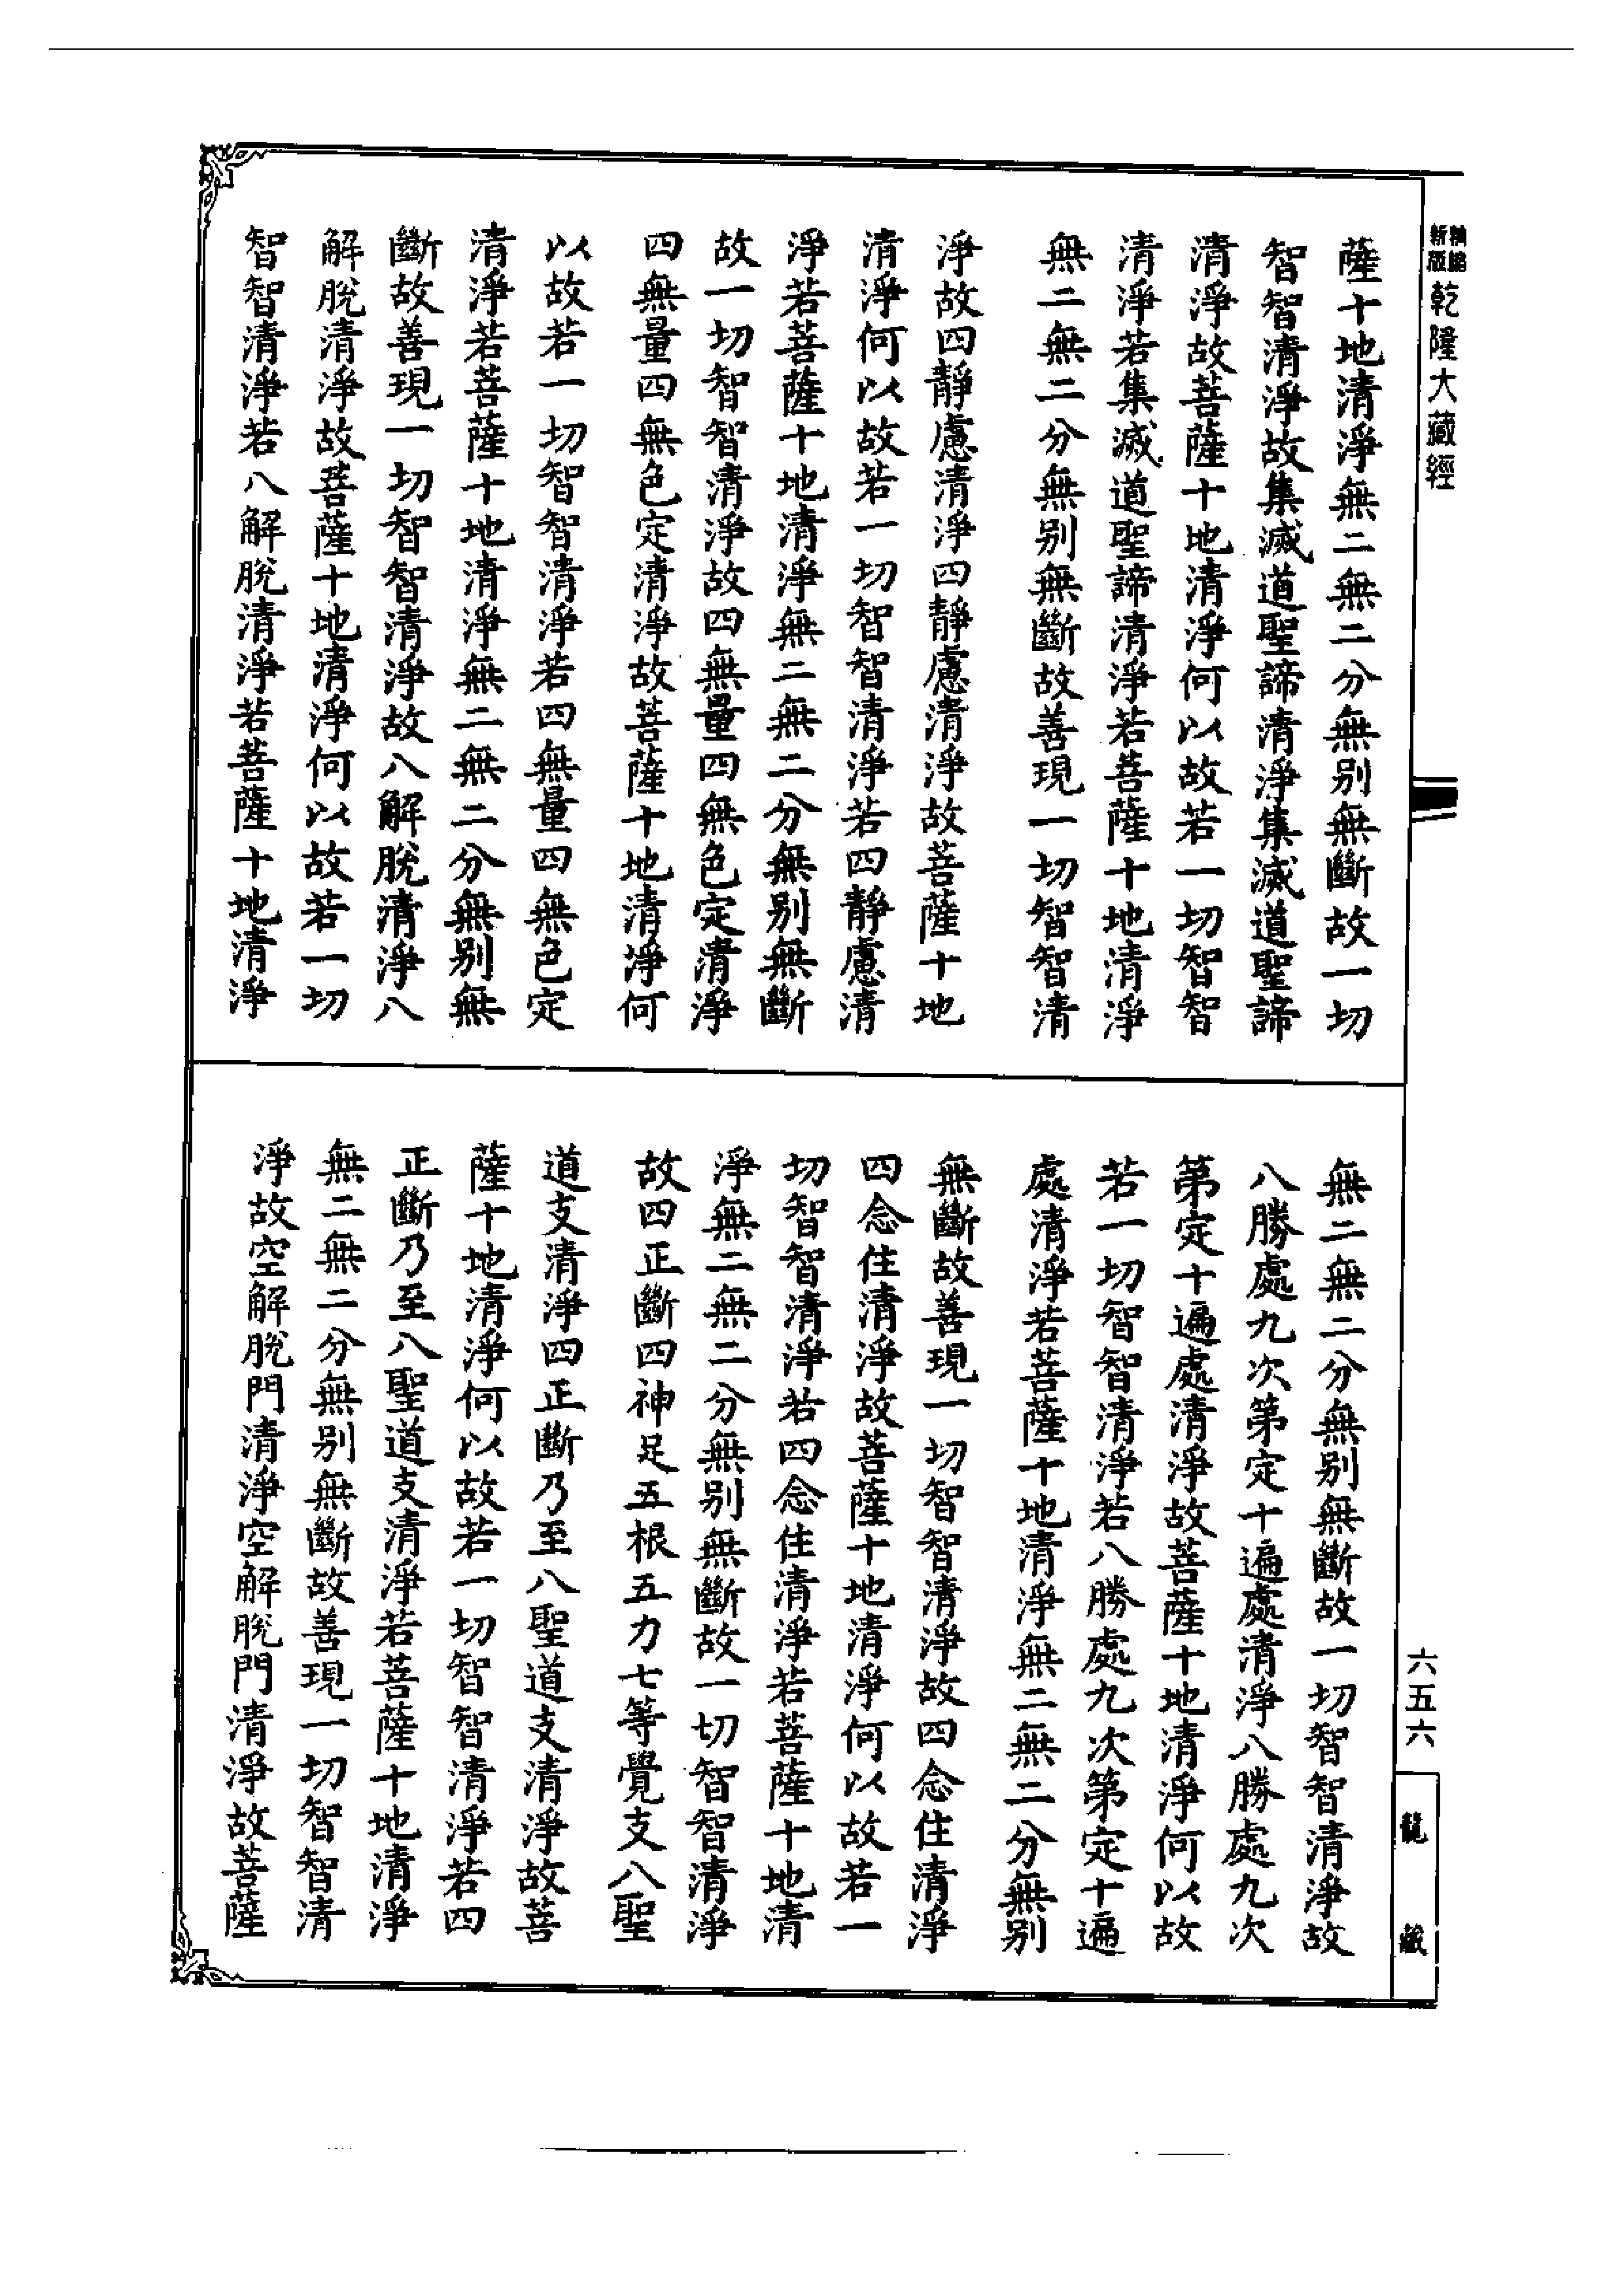 新版精縮乾隆大藏經
薩十地清淨無二無二分無別無斷故一切
智智清淨故集滅道聖諦清淨集滅道聖諦
清淨故菩薩十地清淨何以故若一切智智
清淨若集滅道聖諦清淨若菩薩十地清淨
無二無二分無別無斷故善現一切智智清
淨故四靜慮清淨四靜慮清淨故菩薩十地
清淨何以故若一切智智清淨若四靜慮清
淨若菩薩十地清淨無二無二分無別無斷
故一切智智清淨故四無量四無色定清淨
四無量四無色定清淨故菩薩十地清淨何
以故若一切智智清淨若四無量四無色定
清淨若菩薩十地清淨無二無二分無別無
斷故善現一切智智清淨故八解脫清淨八
解脫清淨故菩薩十地清淨何以故若一切
智智清淨若八解脫清淨若菩薩十地清淨
無二無二分無別無斷故一切智智清淨故
八勝處九次第定十遍處清淨八勝處九次
第定十遍處清淨故菩薩十地清淨何以故
若一切智智清淨若八勝處九次第定十遍
處清淨若菩薩十地清淨無二無二分無別
無斷故善現一切智智清淨故四念住清淨
四念住清淨故菩薩十地清淨何以故若一
切智智清淨若四念住清淨若菩薩十地清
淨無二無二分無別無斷故一切智智清淨
故四正斷四神足五根五力七等覺支八聖
道支清淨四正斷乃至八聖道支清淨故菩
薩十地清淨何以故若一切智智清淨若四
正斷乃至八聖道支清淨若菩薩十地清淨
無二無二分無別無斷故善現一切智智清
淨故空解脫門清淨空解脫門清淨故菩薩
六五六
龍藏